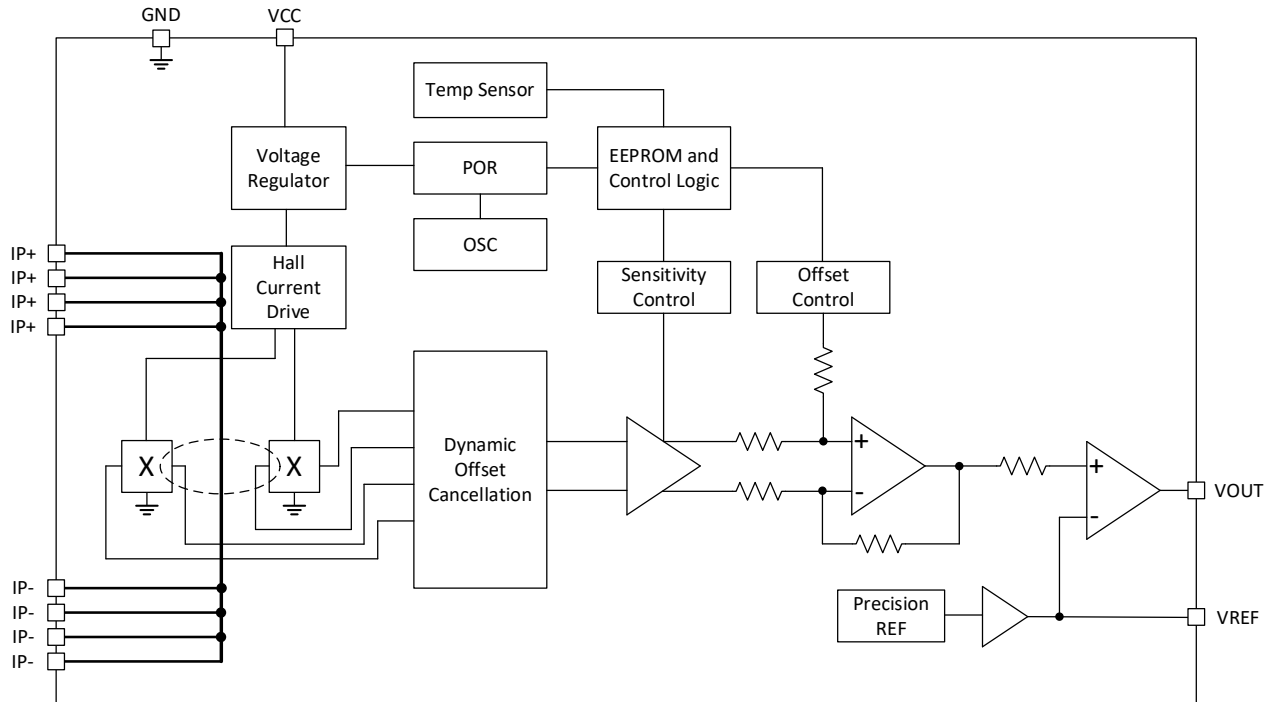 GND
VCC
Temp Sensor
Voltage
Regulator
POR
EEPROM and
Control Logic
OSC
IP+
IP+
IP+
IP+
Hall
Current
Drive
Sensitivity
Control
Offset
Control
X
X
Dynamic
Offset
Cancellation
+
-
+
-
VOUT
IP-
IP-
IP-
IP-
Precision
REF
VREF